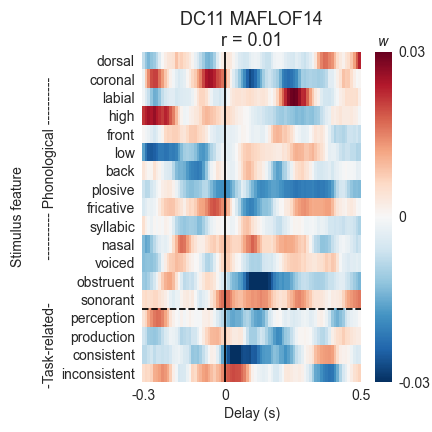 DC11 MAFLOF14
r = 0.01
w
0.03
0
-0.03
Stimulus feature
---------- Phonological ----------
-Task-related-
dorsal
coronal
labial
high
front
low
back
plosive
fricative
syllabic
nasal
voiced
obstruent
sonorant
perception
production
consistent
inconsistent
-0.3
0
0.5
Delay (s)